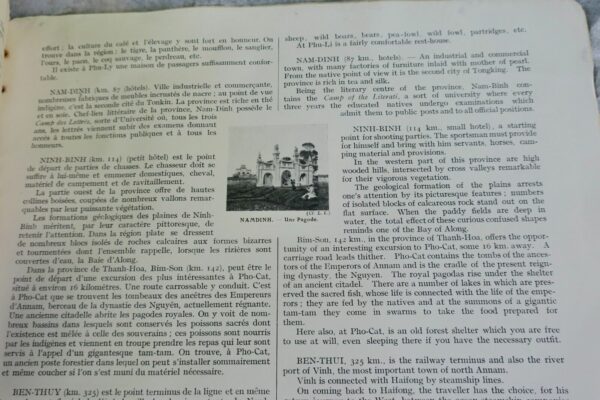 effort ; la culture du café et l'élevage y sont fort en honneur. On
trouve dans la région : le tigre, la panthère, le moufflon, le sanglier,
l'ours, le paon, le coq sauvage, le perdreau, etc.
Il existe à Phu-Ly une maison de passagers suffisamment confor-
table.
NAM-DINH (km. 87 (hôtels). Ville industrielle et commerçante,
nombreuses fabriques de meubles incrustés de nacre ; au point de vue
indigène, c'est la seconde cité du Tonkin. La province est riche en thé
et en soie. Chef-lieu littéraire de la province, Nam-Dinh possède le
Camp des Lettrés, sorte d'Université où, tous les trois
ans, les lettrés viennent subir des examens donnant
accès à toutes les fonctions publiques et à tous les
honneurs.
NINH-BINH (km. 114) (petit hôtel) est le point
de départ de parties de chasse. Le chasseur doit se
suffire à lui-même et emmener domestiques, cheval,
matériel de campement et de ravitaillement.
La partie ouest de la province offre de hautes
collines boisées, coupées de nombreux vallons remar-
quables par leur puissante végétation.
Les formations géologiques des plaines de Ninh-
Binh méritent, par leur caractère pittoresque, de
retenir l'attention. Dans la région plate se dressent
de nombreux blocs isolés de roches calcaires aux formes bizarres
et tourmentées dont l'ensemble rappelle, lorsque les rizières sont
couvertes d'eau, la Baie d'Along.
Dans la province de Thanh-Hoa, Bim-Son (km. 142), peut être le
point de départ d'une excursion des plus intéressantes à Pho-Cat,
situé à environ 16 kilomètres. Une route carrossable y conduit. C'est
à Pho-Cat que se trouvent les tombeaux des ancêtres des Empereurs
d'Annam, berceau de la dynastie des Nguyên, actuellement régnante.
Une ancienne citadelle abrite les pagodes royales. On y voit de nom-
breux bassins dans lesquels sont conservés les poissons sacrés dont
l'existence est mêlée à celle des souverains ; ces poissons sont nourris
par les indigènes et viennent en troupe prendre les repas qui leur sont
servis à l'appel d'un gigantesque tam-tam. On trouve, à Pho-Cat,
un ancien poste forestier dans lequel on peut s'installer sommairement
et même coucher si l'on s'est muni du matériel nécessaire.
BEN-THUY (km. 325) est le point terminus de la ligne et en même
NAMDINH. — Une Pagode.
sheep, wild boars, bears, pea-fowl, wild fowl, partridges, etc.
At Phu-Li is a fairly comfortable rest-house.
NAM-DINH (87 km., hôtels). — An industrial and commercial
town, with many factories of furniture inlaid with mother of pearl.
From the native point of view it is the second city of Tongking. The
province is rich in tea and silk.
Being the literary centre of the province, Nam-Binh con-
tains the Camp of the Literati, a sort of university where every
three years the educated natives undergo examinations which
admit them to public posts and to all official positions.
NINI-BINH (114 km., small hotel), a starting
point for shooting parties. The sportsman must provide
for himself and bring with him servants, horses, cam-
ping material and provisions.
In the western part of this province are high
wooded hills, intersected by cross valleys remarkable
for their vigorous vegetation.
The geological formation of the plains arrests
one's attention by its picturesque features ; numbers
of isolated blocks of calcareous rock stand out on the
flat surface. When the paddy fields are deep in
water, the total effect of these curious confused shapes
reminds one of the Bay of Along.
Bim-Son, 142 km., in the province of Thanh-Hoa, offers the oppor-
tunity of an interesting excursion to Pho-Cat, some 16 km away. A
carriage road leads thither. Pho-Cat contains the tombs of the ances-
tors of the Emperors of Annam and is the cradle of the present reign-
ing dynasty, the Nguyen. The royal pagodas rise under the shelter
of an ancient citadel. There are a number of lakes in which are pres-
erved the sacred fish, whose life is connected with the life of the empe-
rors ; they are fed by the natives and at the summons of a gigantic
tam-tam they come in swarms to take the food prepared for
them.
Here also, at Pho-Cat, is an old forest shelter which you are free
to use at will, even sleeping there if you have the necessary outfit.
BEN-THUI, 325 km., is the railway terminus and also the river
port of Vinh, the most important town of north Annam.
Vinh is connected with Haifong by steamship lines.
On coming back to Haifong, the traveller has the choice, for his